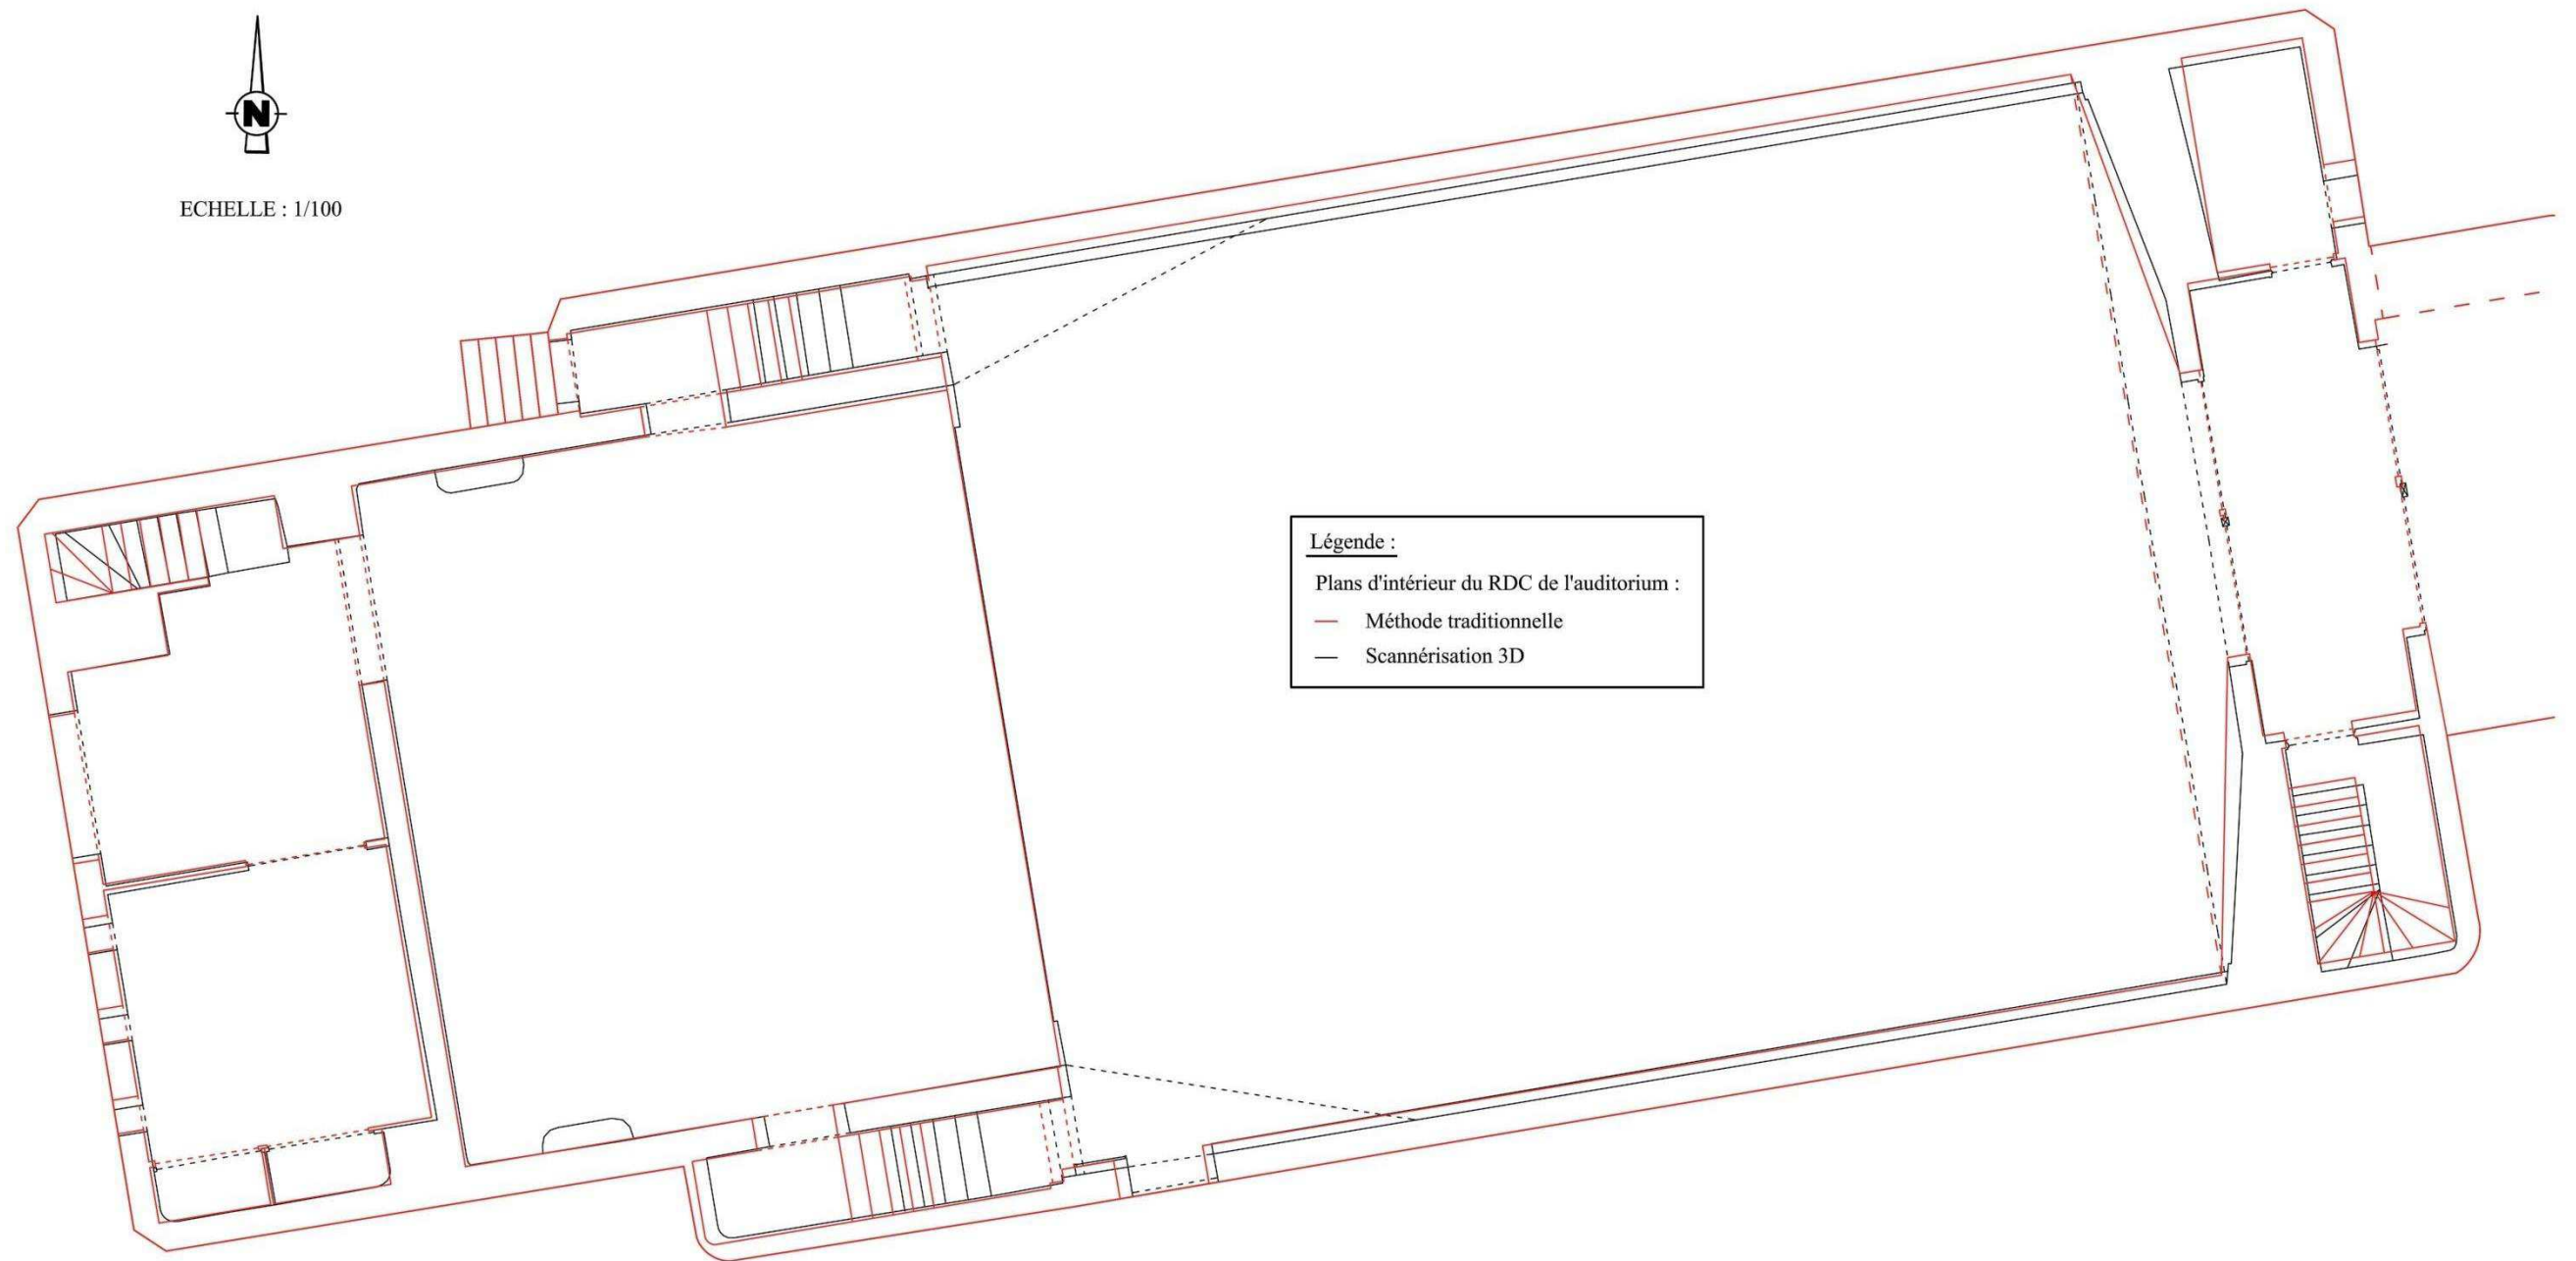 N
ECHELLE : 1/100
Légende :
Plans d'intérieur du RDC de l'auditorium :
Méthode traditionnelle
Scannérisation 3D